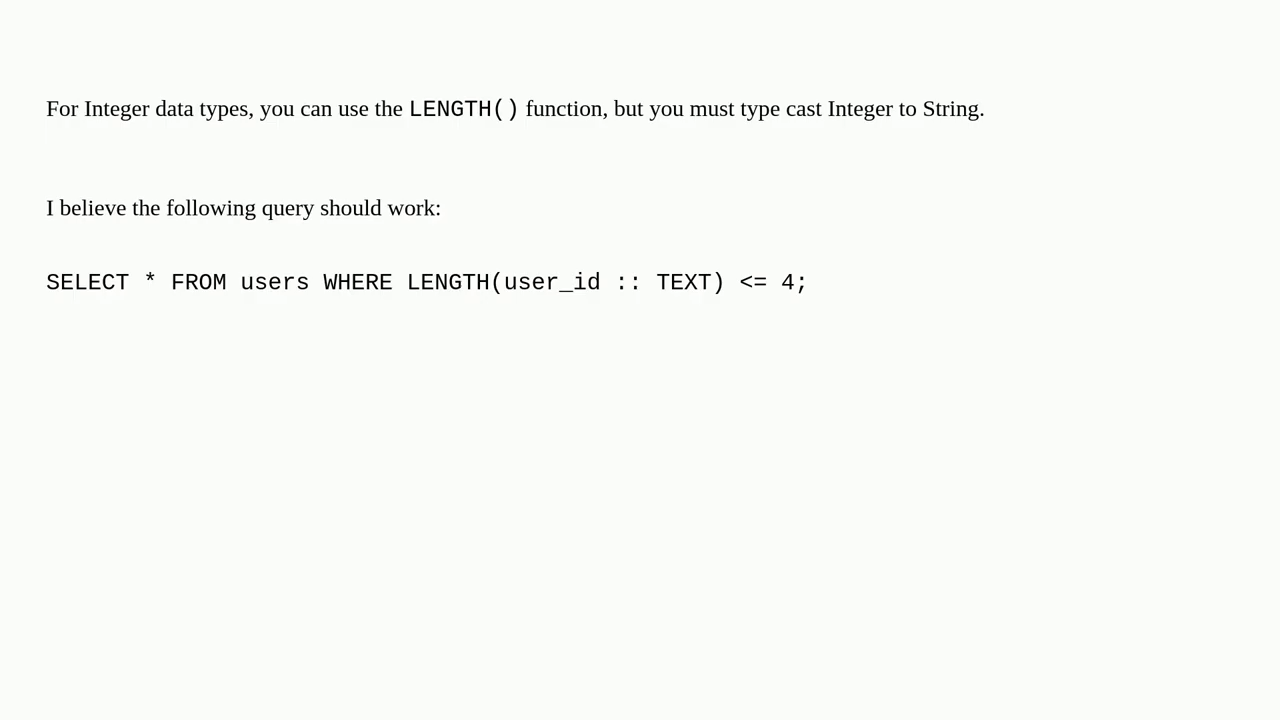 For Integer data types, you can use the LENGTH() function, but you must type cast Integer to String.
I believe the following query should work:
SELECT * FROM users WHERE LENGTH(user_id :: TEXT) <= 4;